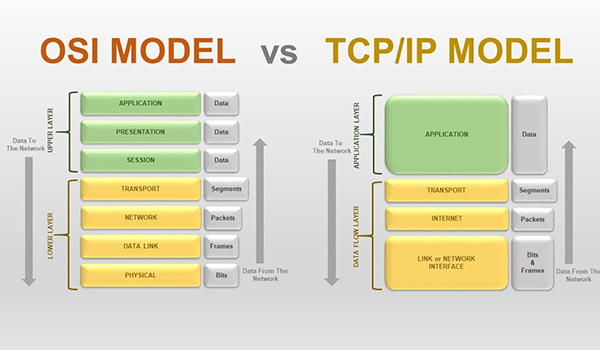 OSI MODEL vs TCP/IP MODEL
UPPER LAYER
APPLICATION Data
PRESENTATION Data
SESSION Data
LOWER LAYER
TRANSPORT Segments
NETWORK Packets
DATA LINK Frames
PHYSICAL Bits
Data To
The Network
Data From The
Network
APPLICATION LAYER
APPLICATION Data
DATA FLOW LAYER
TRANSPORT Segments
INTERNET Packets
LINK or NETWORK
INTERFACE
Bits
&
Frames
Data To
The Network
Data From The
Network